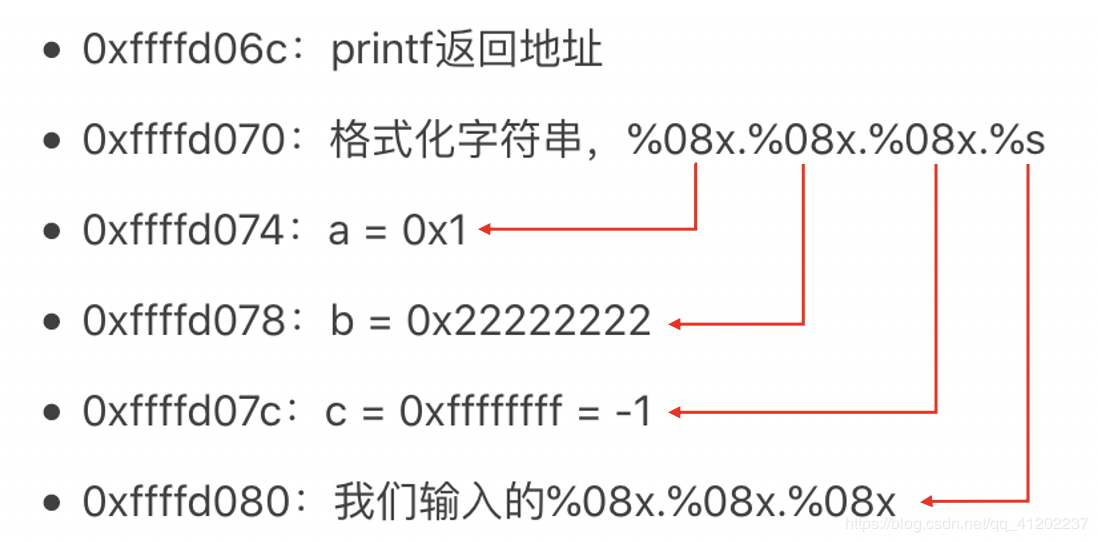 0xffffd06c：printf返回地址
0xffffd070：格式化字符串，%08x.%08x.%08x.%s
0xffffd074：a = 0x1
0xffffd078：b = 0x22222222
0xffffd07c：c = 0xffffffff = -1
0xffffd080：我们输入的%08x.%08x.%08x
https://blog.csdn.net/qq_41202237